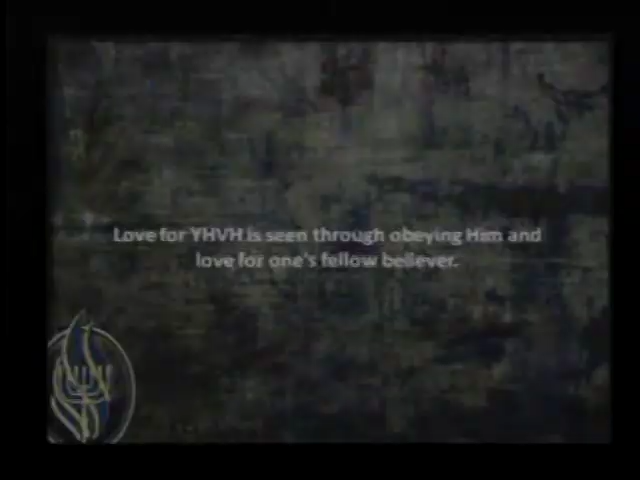 Love for YHVH is seen through obeying Him and
love for one's fellow believer.